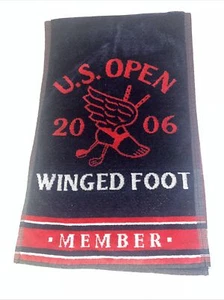 U.S. OPEN
20 06
WINGED FOOT
• MEMBER •